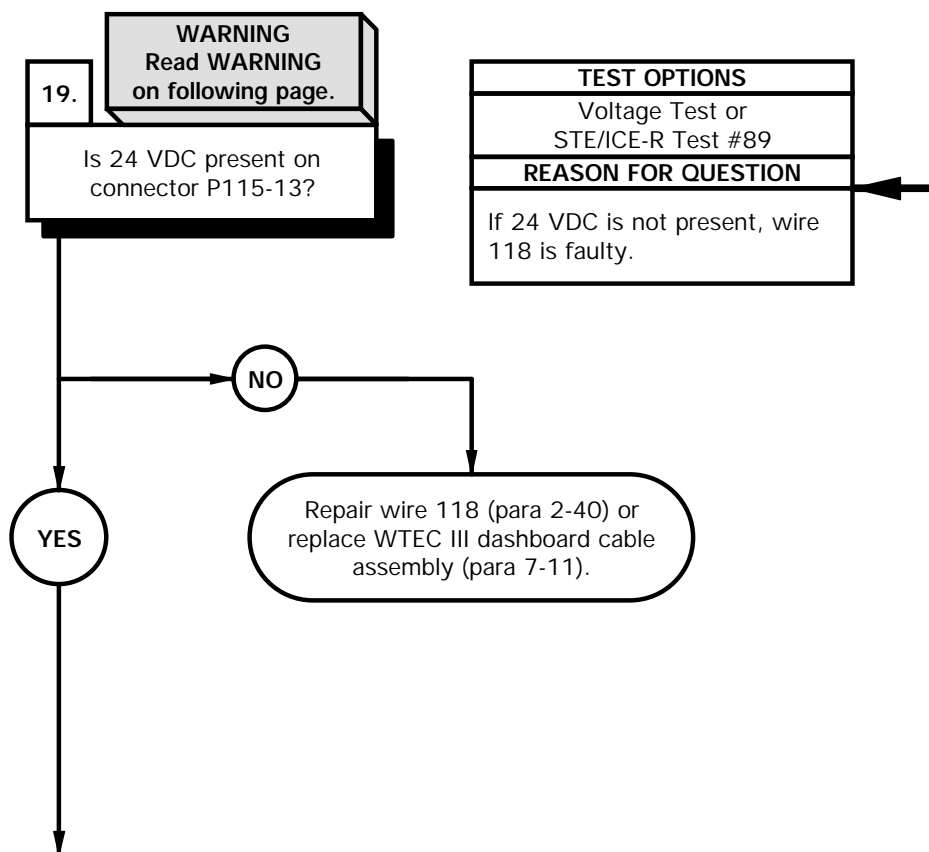 WARNING
Read WARNING
on following page.
19.
Is 24 VDC present on
connector P115-13?
TEST OPTIONS
Voltage Test or
STE/ICE-R Test #89
REASON FOR QUESTION
If 24 VDC is not present, wire
118 is faulty.
NO
YES
Repair wire 118 (para 2-40) or
replace WTEC III dashboard cable
assembly (para 7-11).